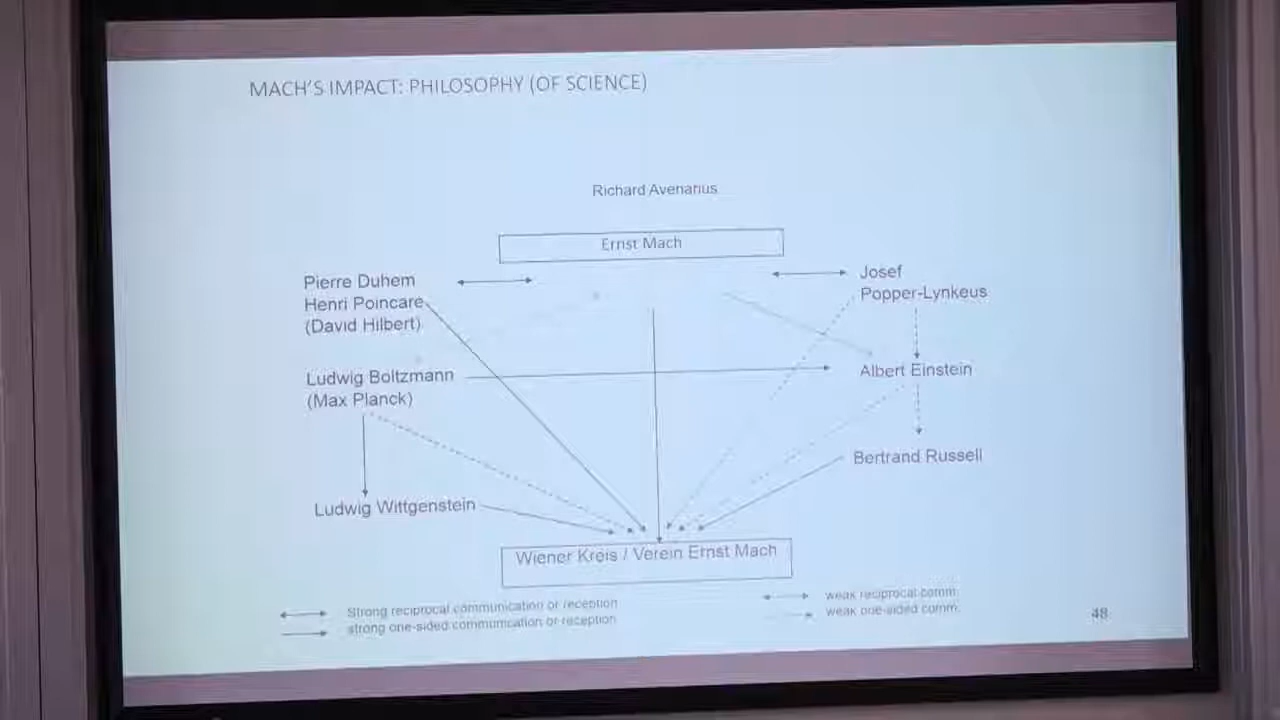 MACH'S IMPACT: PHILOSOPHY (OF SCIENCE)
Richard Avenarius
Ernst Mach
Pierre Duhem
Henri Poincare
(David Hilbert)
Josef
Popper-Lynkeus
Ludwig Boltzmann
(Max Planck)
Albert Einstein
Bertrand Russell
Ludwig Wittgenstein
Wiener Kreis / Verein Ernst Mach
Strong reciprocal communication or reception
strong one-sided communication or reception
weak reciprocal comm.
weak one-sided comm.
48